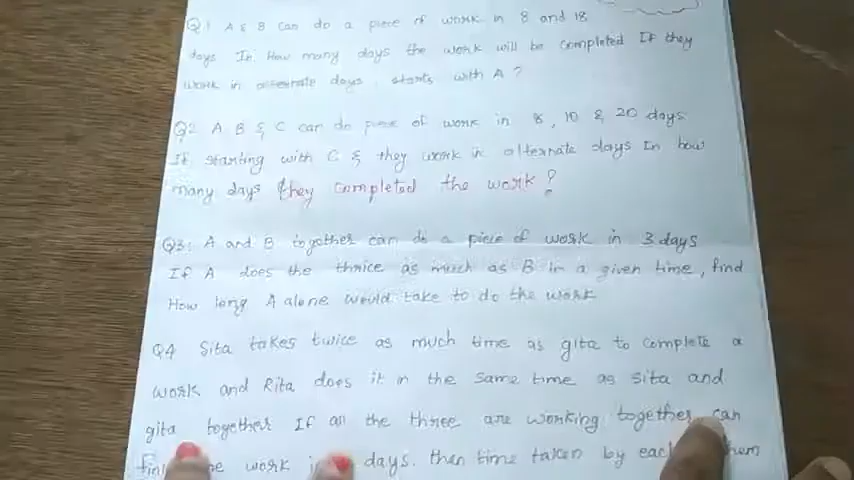 Q1 A & B can do a piece of work in 8 and 18
days In How many days the work will be completed If they
work in alternate days starts with A?
Q2 A B & C can do piece of work in 8, 10 & 20 days
If starting with C & they work in alternate days In how
many days they completed the work?
Q3: A and B together can do a piece of work in 3 days
If A does the thrice as much as B in a given time, find
How long A alone would take to do the work
Q4 Sita takes twice as much time as gita to complete a
work and Rita does it in the same time as sita and
gita together If all the three are working together can
work days. then time taken by